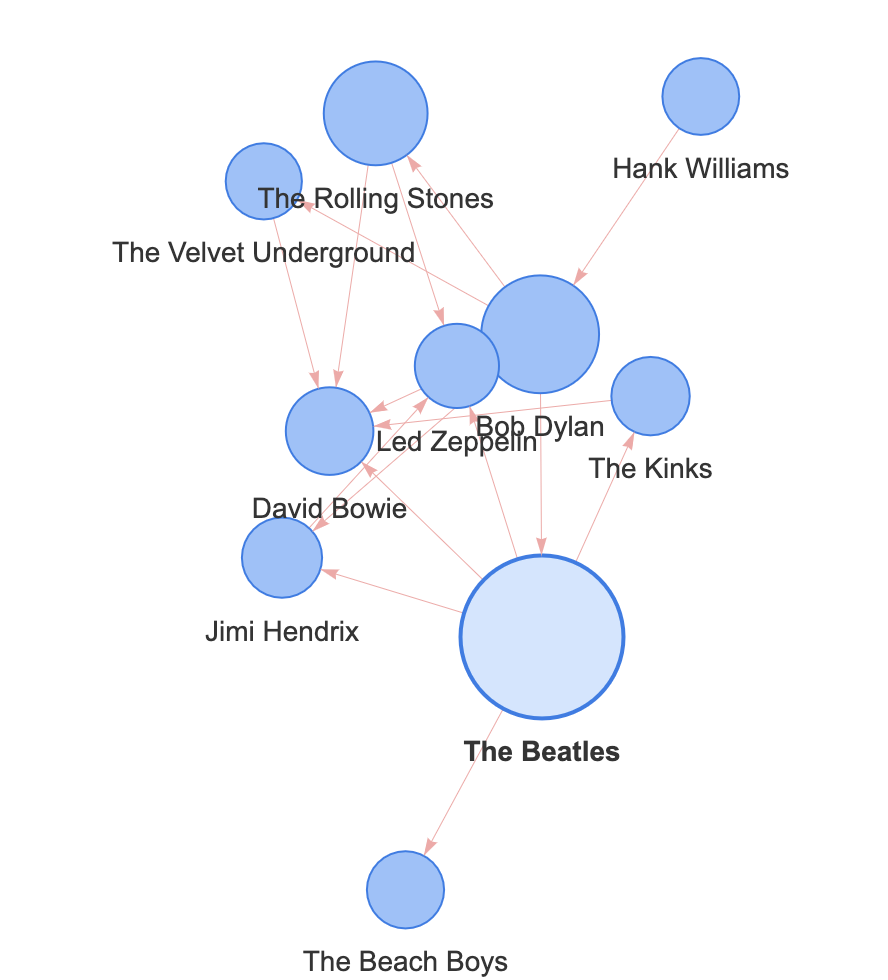 Hank Williams
The Rolling Stones
The Velvet Underground
Bob Dylan
Led Zeppelin
The Kinks
David Bowie
Jimi Hendrix
The Beatles
The Beach Boys